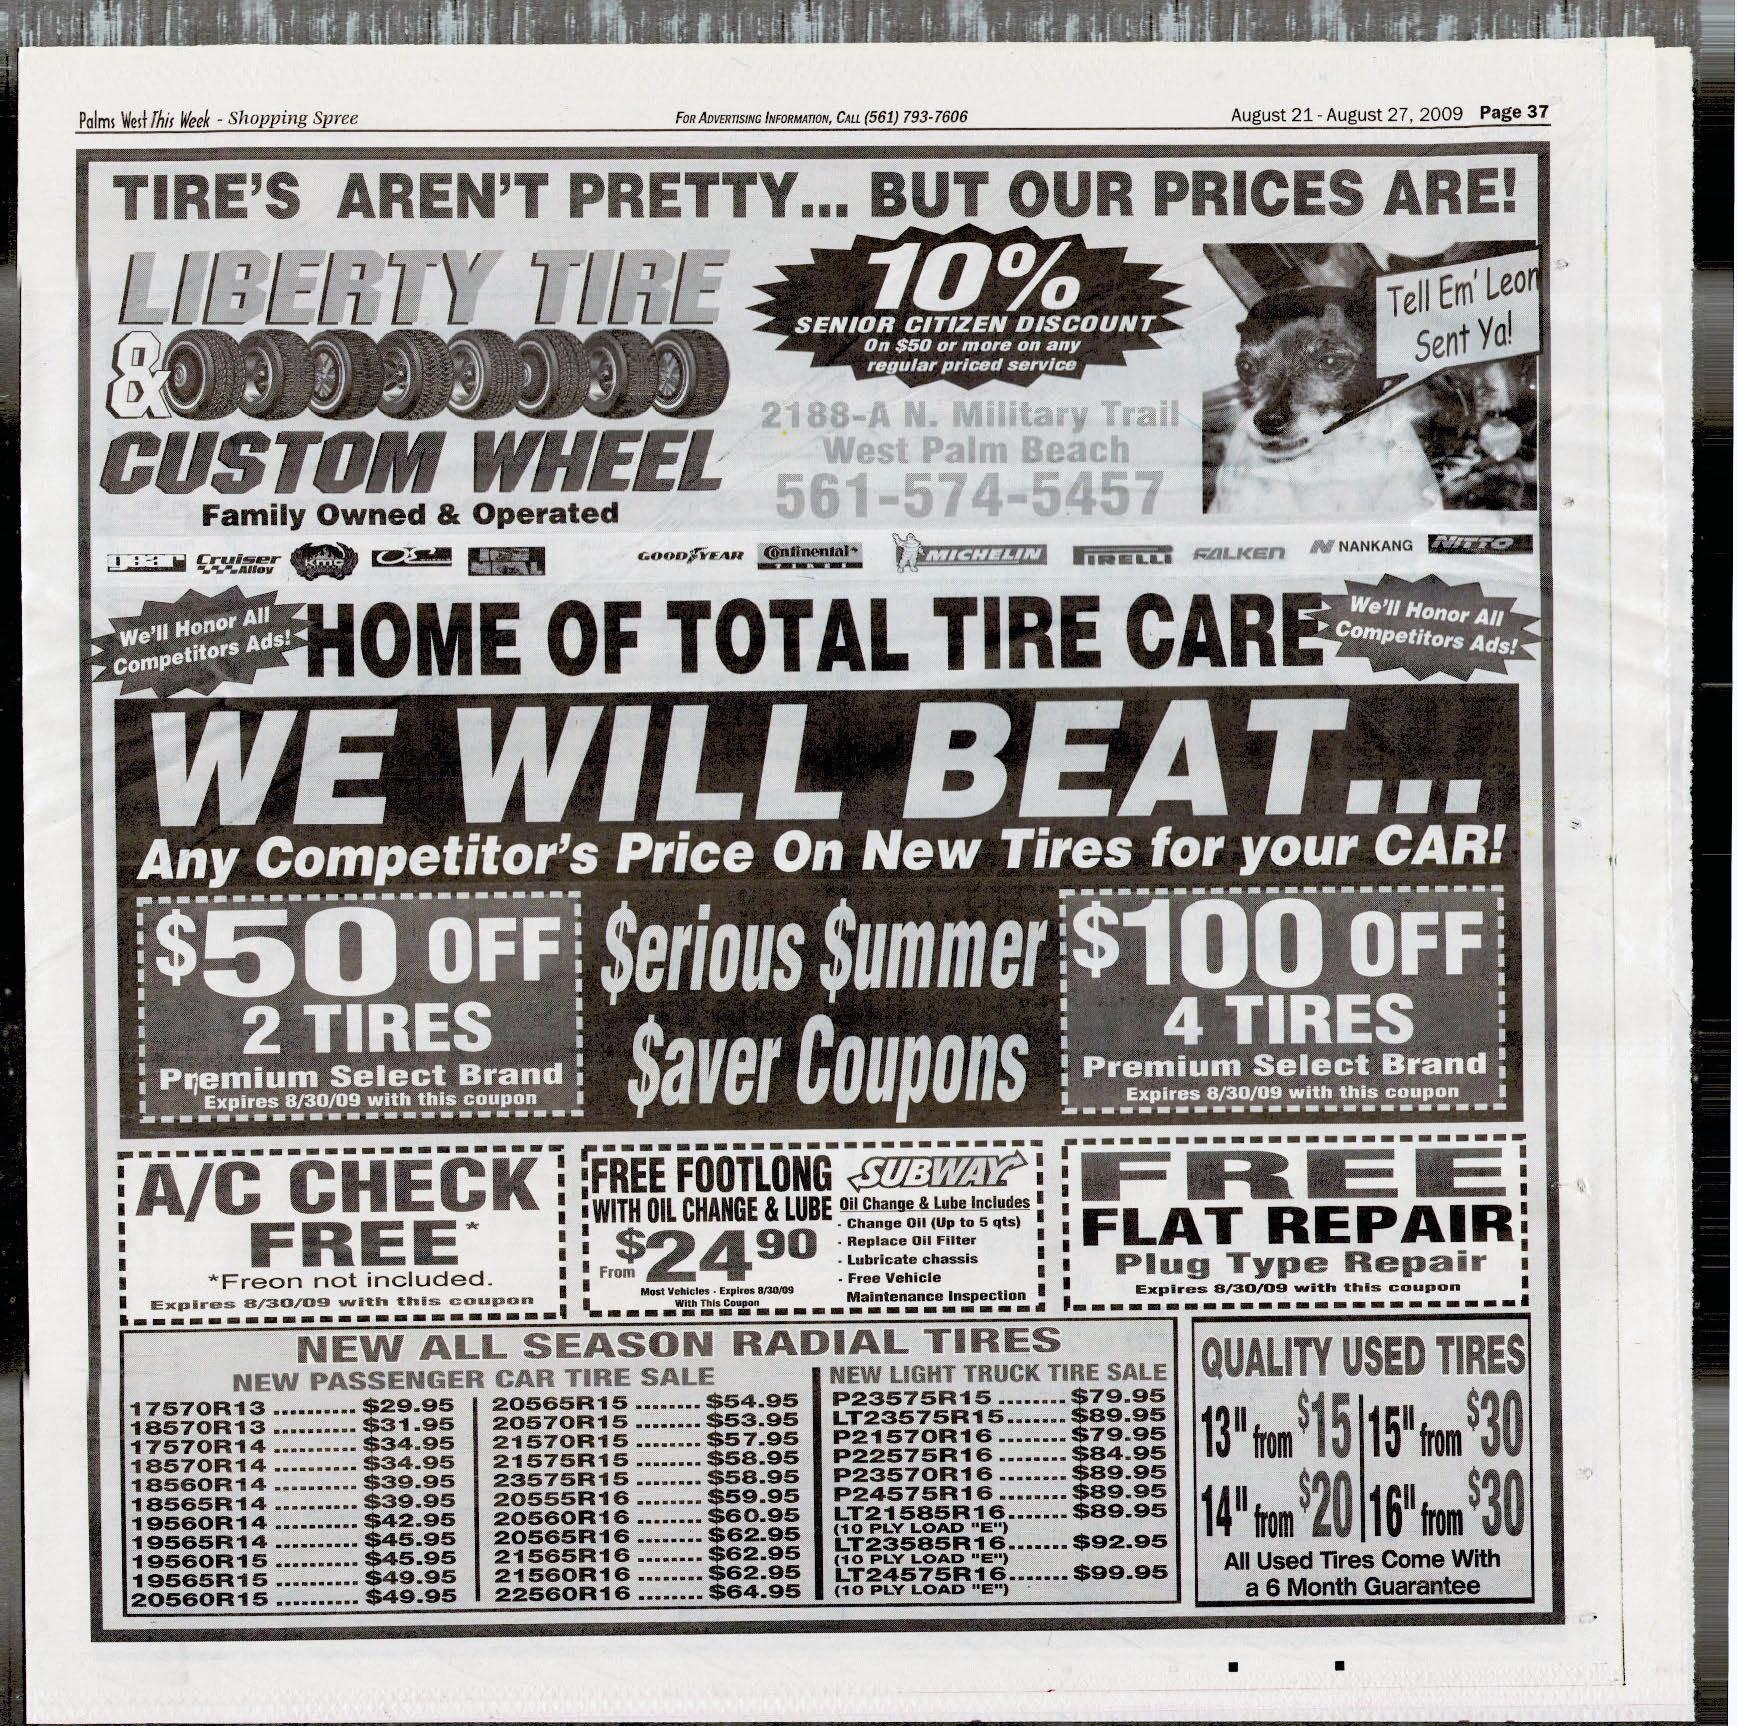 Palms West This Week - Shopping Spree
FOR ADVERTISING INFORMATION, CALL (561) 793-7606
August 21 - August 27, 2009 Page 37
TIRE'S AREN'T PRETTY... BUT OUR PRICES ARE!
LIBERTY TIRE
&
CUSTOM WHEEL
Family Owned & Operated
10%
SENIOR CITIZEN DISCOUNT
On $50 or more on any
regular priced service
2188-A N. Military Trail
West Palm Beach
561-574-5457
Tell Em' Leon
Sent Ya!
gear Cruiser Alloy KMC
GOODYEAR Continental TIRES MICHELIN PIRELLI FALKEN NANKANG NITTO
We'll Honor All
Competitors Ads!
HOME OF TOTAL TIRE CARE
We'll Honor All
Competitors Ads!
WE WILL BEAT...
Any Competitor's Price On New Tires for your CAR!
$50 OFF
2 TIRES
Premium Select Brand
Expires 8/30/09 with this coupon
$erious $ummer
$aver Coupons
$100 OFF
4 TIRES
Premium Select Brand
Expires 8/30/09 with this coupon
A/C CHECK
FREE*
*Freon not included.
Expires 8/30/09 with this coupon
FREE FOOTLONG SUBWAY
WITH OIL CHANGE & LUBE
From $24.90
Most Vehicles - Expires 8/30/09
With This Coupon
Oil Change & Lube Includes
- Change Oil (Up to 5 qts)
- Replace Oil Filter
- Lubricate chassis
- Free Vehicle
Maintenance Inspection
FREE
FLAT REPAIR
Plug Type Repair
Expires 8/30/09 with this coupon
NEW ALL SEASON RADIAL TIRES
NEW PASSENGER CAR TIRE SALE
17570R13 .......... $29.95
18570R13 .......... $31.95
17570R14 .......... $34.95
18570R14 .......... $34.95
18560R14 .......... $39.95
18565R14 .......... $39.95
19560R14 .......... $42.95
19565R14 .......... $45.95
19560R15 .......... $45.95
19565R15 .......... $49.95
20560R15 .......... $49.95
20565R15 ........ $54.95
20570R15 ........ $53.95
21570R15 ........ $57.95
21575R15 ........ $58.95
23575R15 ........ $58.95
20555R16 ........ $59.95
20560R16 ........ $60.95
20565R16 ........ $62.95
21565R16 ........ $62.95
21560R16 ........ $62.95
22560R16 ........ $64.95
NEW LIGHT TRUCK TIRE SALE
P23575R15 ......... $79.95
LT23575R15 ....... $89.95
P21570R16 ........ $79.95
P22575R16 ........ $84.95
P23570R16 ........ $89.95
P24575R16 ........ $89.95
LT21585R16 ....... $89.95
(10 PLY LOAD "E")
LT23585R16 ....... $92.95
(10 PLY LOAD "E")
LT24575R16 ....... $99.95
(10 PLY LOAD "E")
QUALITY USED TIRES
13" from $15 15" from $30
14" from $20 16" from $30
All Used Tires Come With
a 6 Month Guarantee